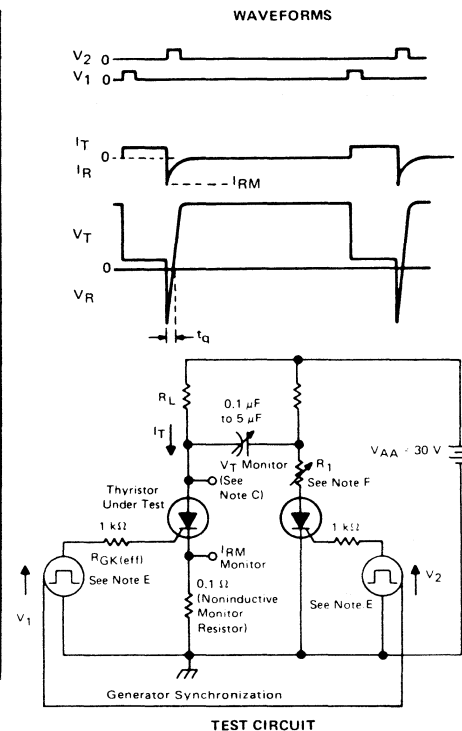 WAVEFORMS
V2 0
V1 0
IT
0
IR
IRM
VT
0
VR
tq
RL
0.1 µF
to 5 µF
IT
VAA
30 V
VT Monitor
(See
Note C)
R1
See Note F
Thyristor
Under Test
1 kΩ
1 kΩ
IRM
Monitor
RGK(eff)
See Note E
0.1 Ω
(Noninductive
Monitor
Resistor)
V2
See Note E
V1
Generator Synchronization
TEST CIRCUIT